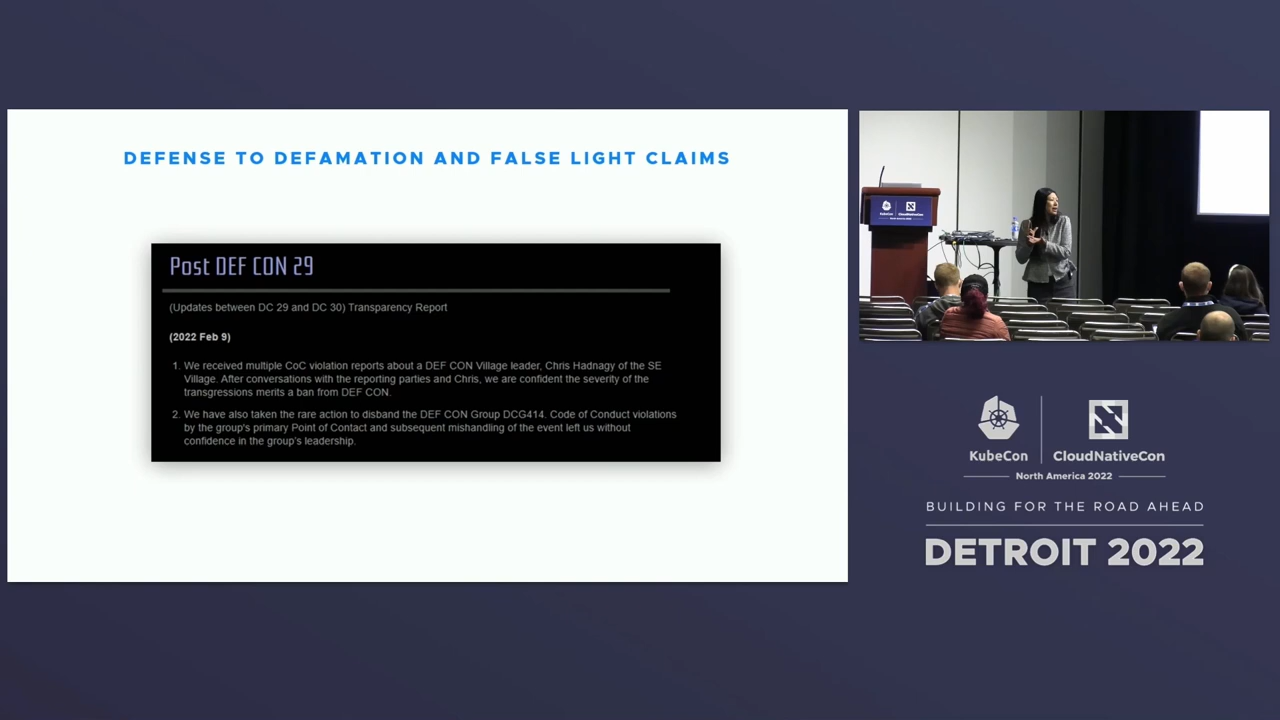 DEFENSE TO DEFAMATION AND FALSE LIGHT CLAIMS
Post DEF CON 29
(Updates between DC 29 and DC 30) Transparency Report
(2022 Feb 9)
1. We received multiple CoC violation reports about a DEF CON Village leader, Chris Hadnagy of the SE
Village. After conversations with the reporting parties and Chris, we are confident the severity of the
transgressions merits a ban from DEF CON.
2. We have also taken the rare action to disband the DEF CON Group DCG414. Code of Conduct violations
by the group's primary Point of Contact and subsequent mishandling of the event left us without
confidence in the group's leadership.
KubeCon
CloudNativeCon
North America 2022
BUILDING FOR THE ROAD AHEAD
DETROIT 2022